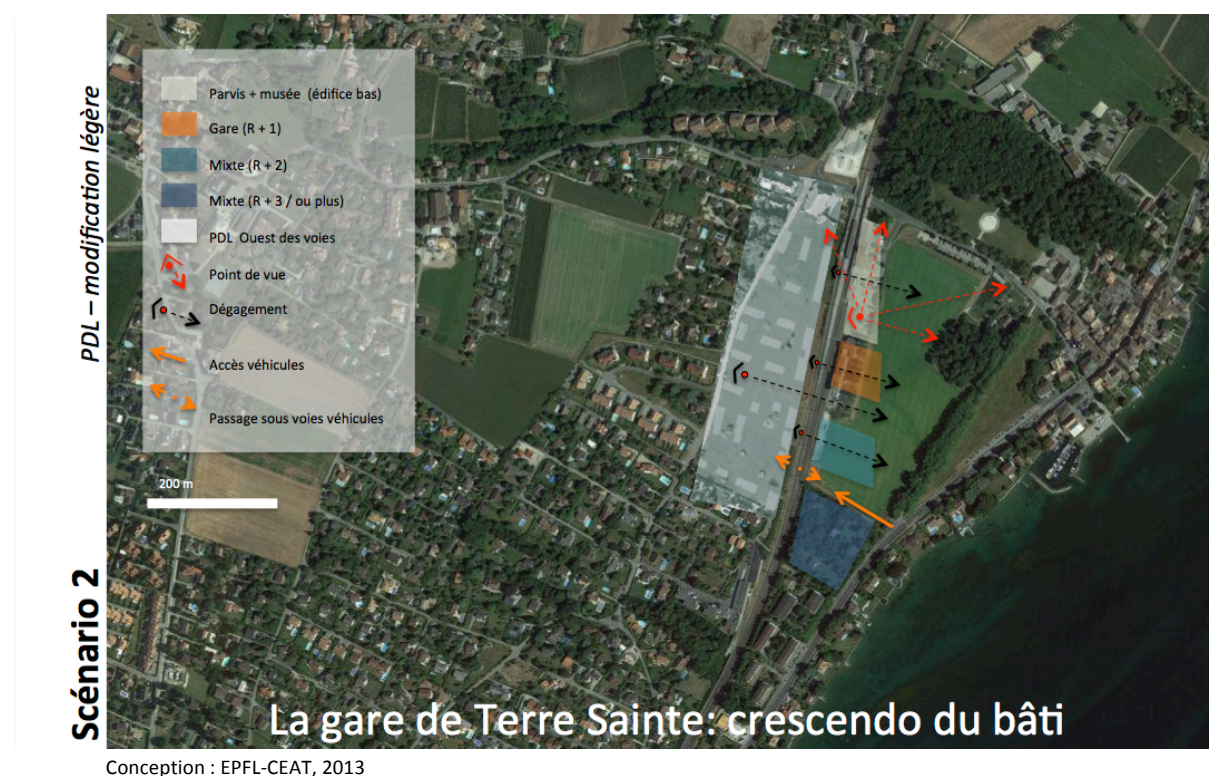 PDL – modification légère
Scénario 2
Parvis + musée (édifice bas)
Gare (R + 1)
Mixte (R + 2)
Mixte (R + 3 / ou plus)
PDL Ouest des voies
Point de vue
Dégagement
Accès véhicules
Passage sous voies véhicules
200 m
La gare de Terre Sainte: crescendo du bâti
Conception : EPFL-CEAT, 2013